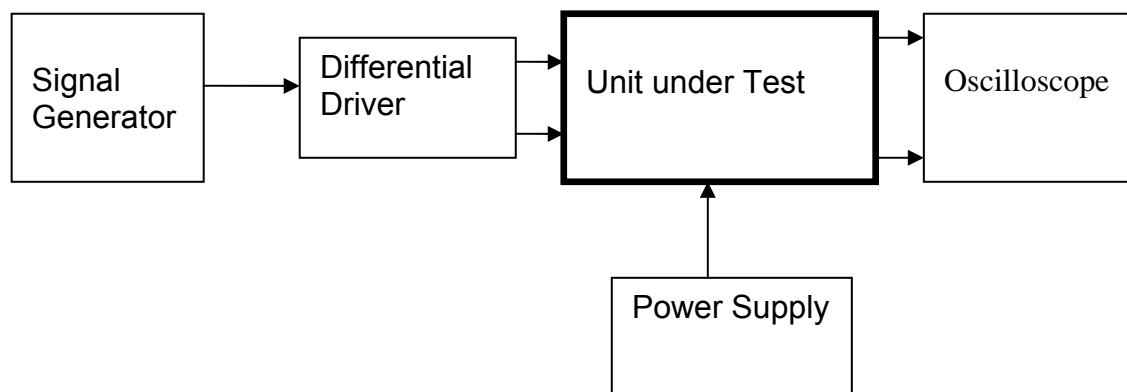 Signal
Generator
Differential
Driver
Unit under Test
Oscilloscope
Power Supply